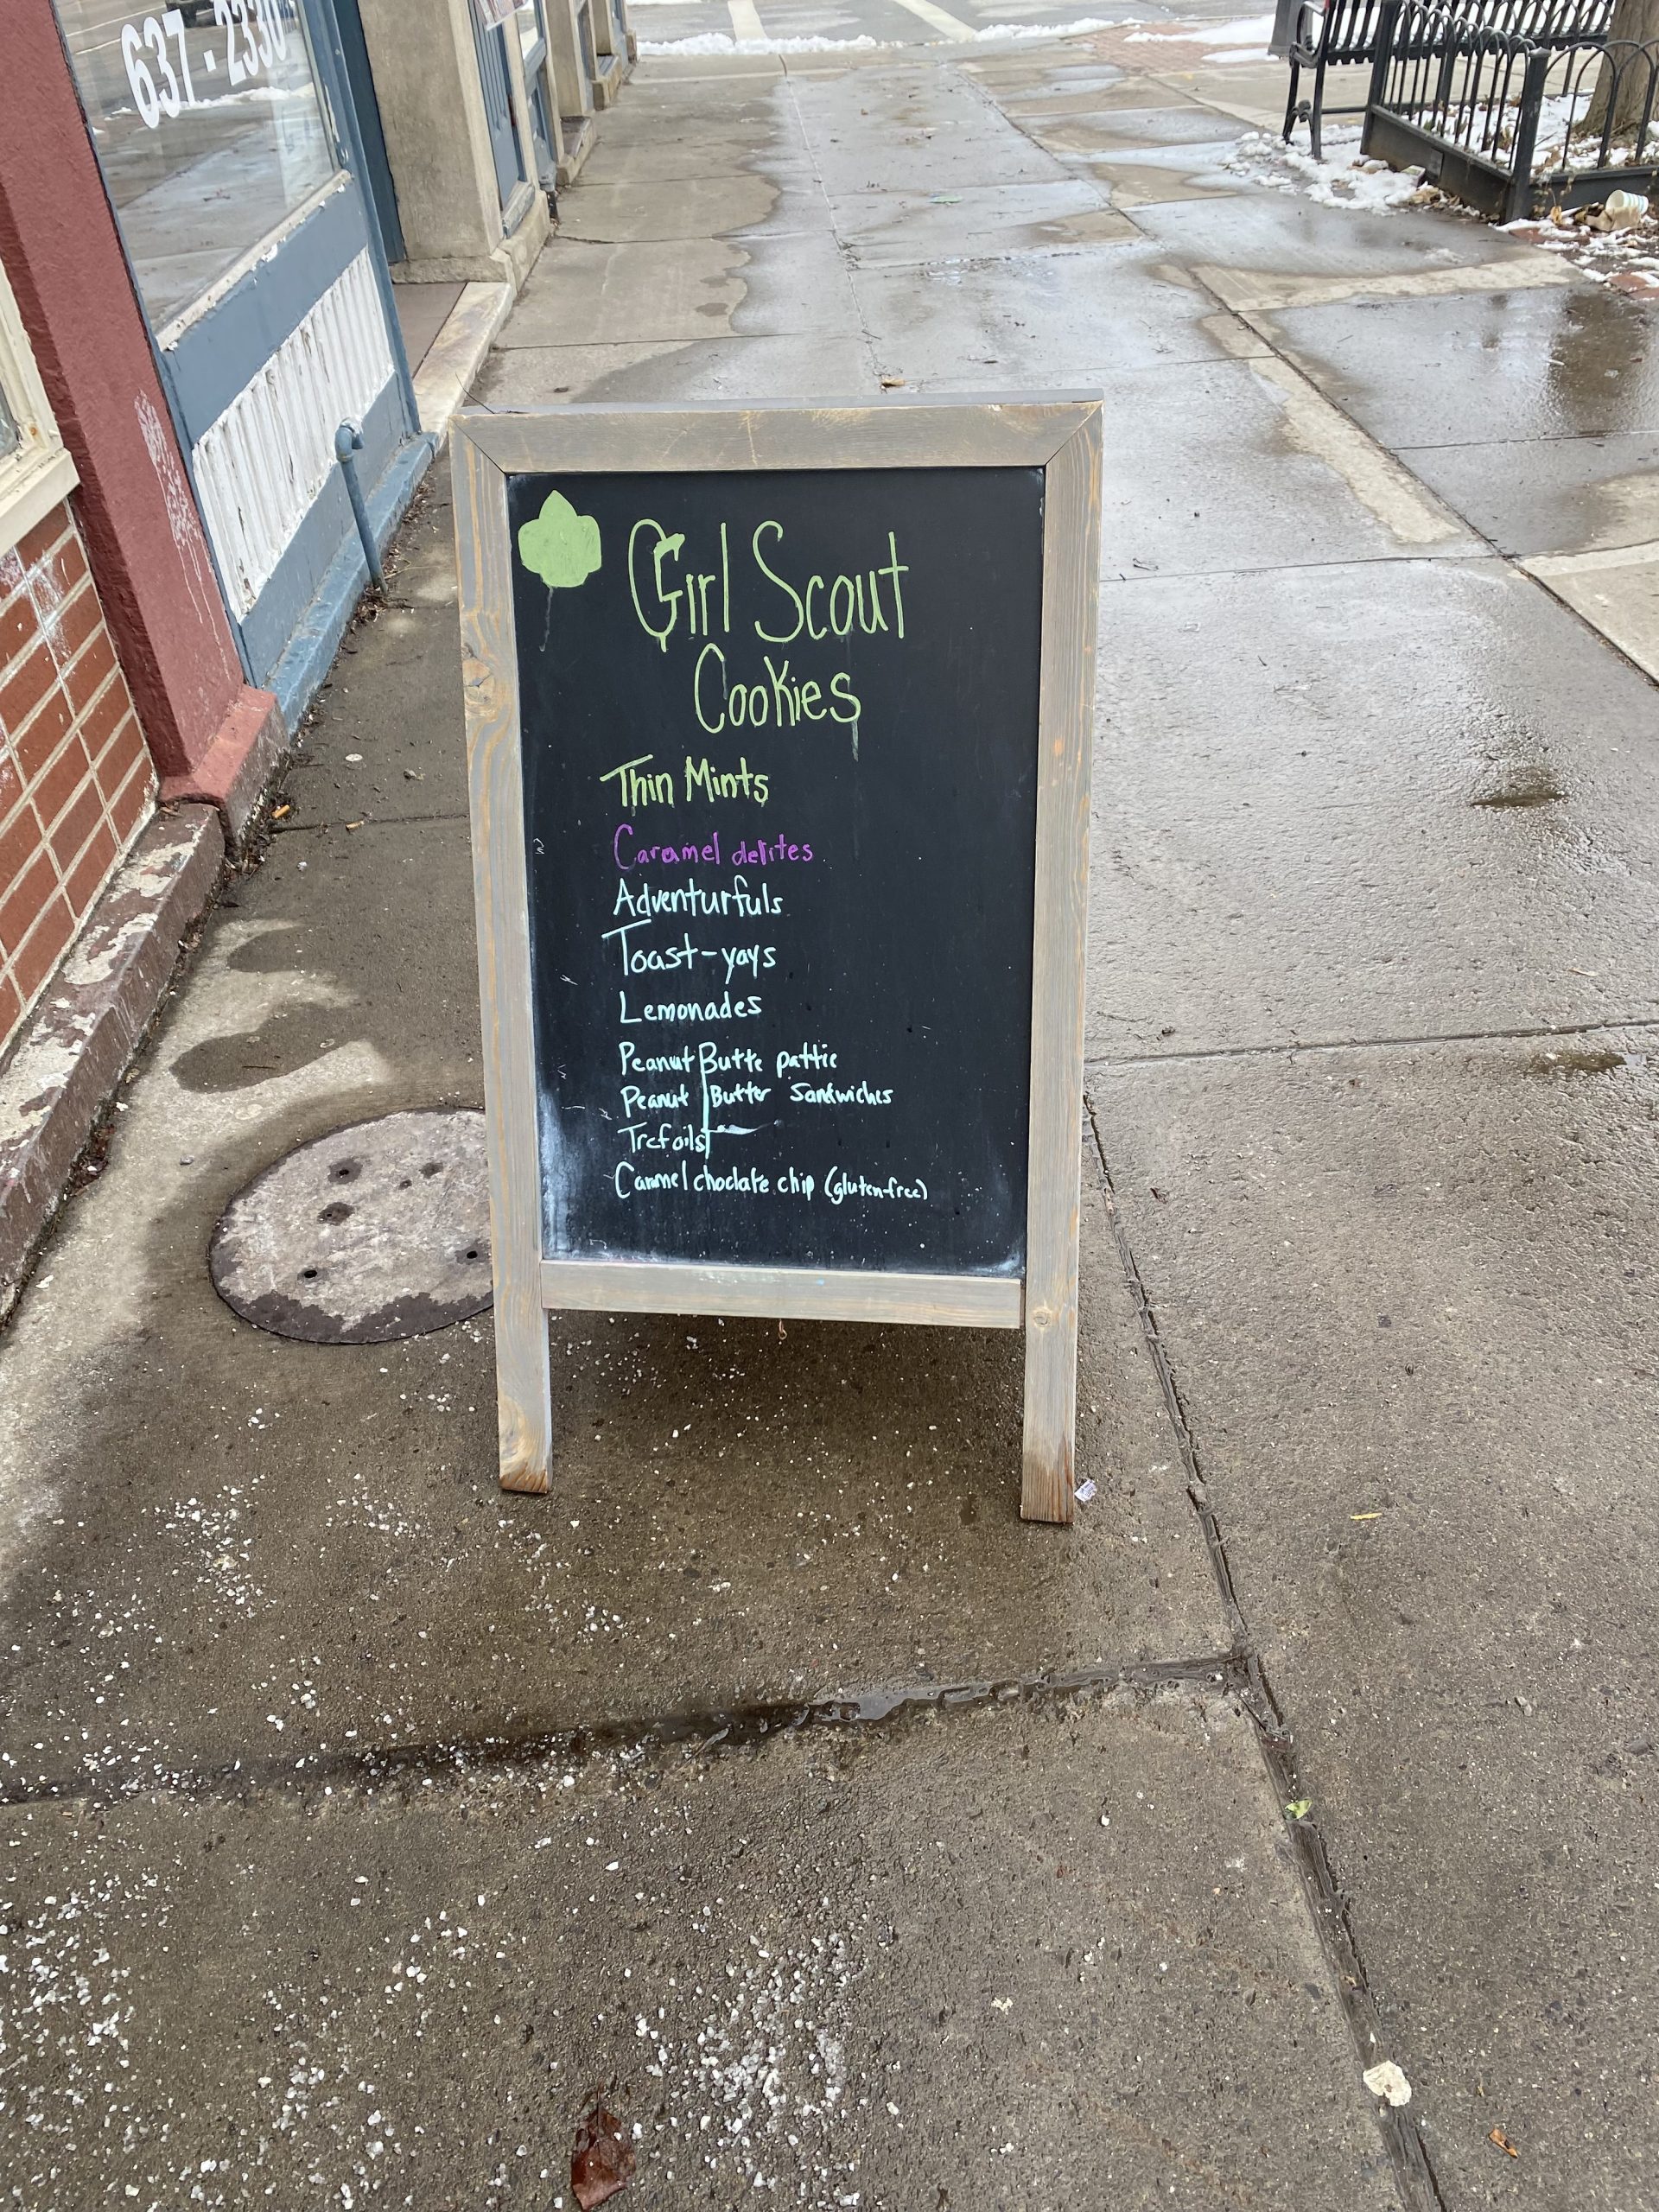 637-2330
Girl Scout
Cookies
Thin Mints
Caramel delites
Adventurfuls
Toast-yays
Lemonades
Peanut Butte pattie
Peanut Butter Sandwiches
Trefoils
Caramel choclate chip (gluten-free)